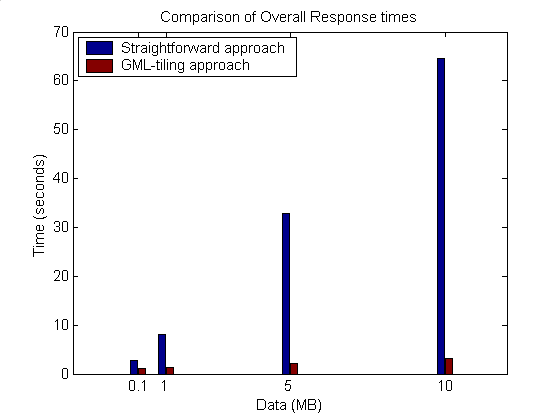 Comparison of Overall Response times
Straightforward approach
GML-tiling approach
70
60
50
40
30
20
10
0
Time (seconds)
0.1 1 5 10
Data (MB)